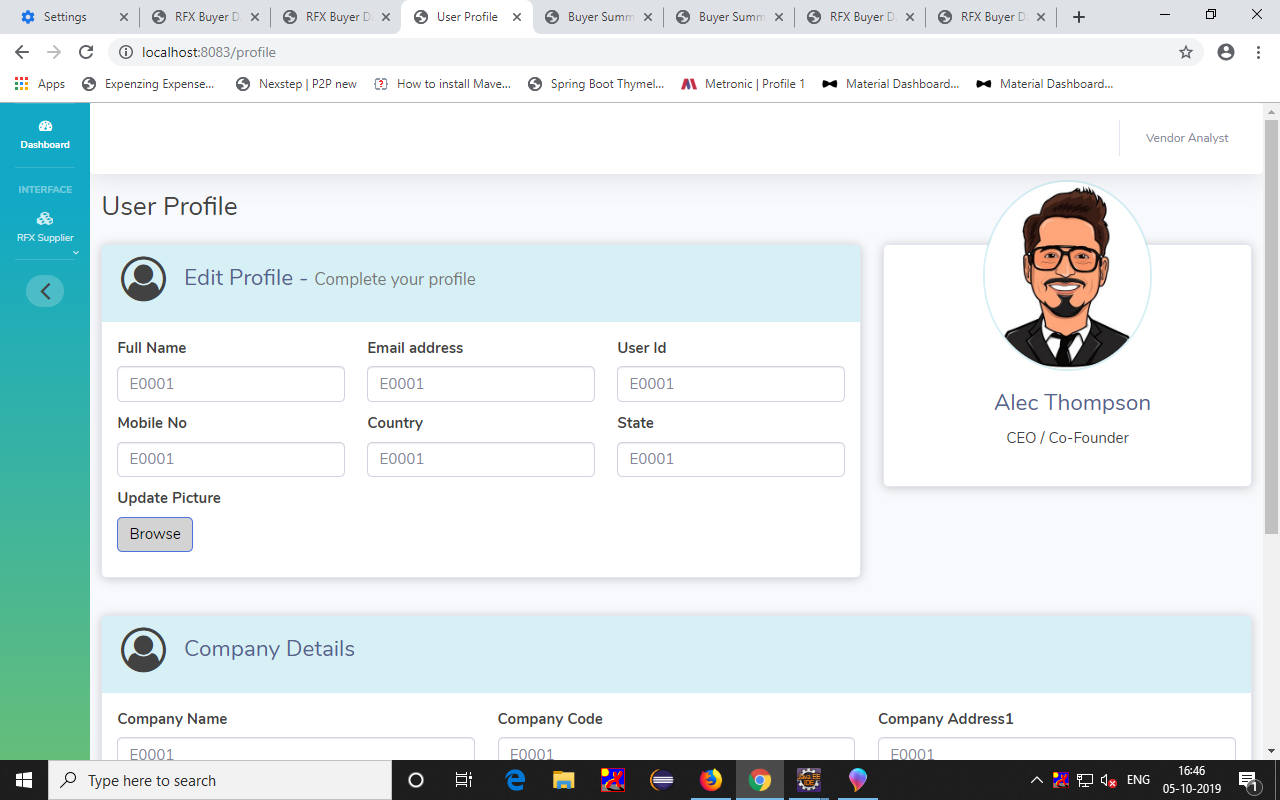 Settings
RFX Buyer D
RFX Buyer D
User Profile
Buyer Summ
Buyer Summ
RFX Buyer D
RFX Buyer D
localhost:8083/profile
Apps
Expenzing Expense...
Nexstep | P2P new
How to install Mave...
Spring Boot Thymel...
Metronic | Profile 1
Material Dashboard...
Material Dashboard...
Dashboard
INTERFACE
RFX Supplier
Vendor Analyst
User Profile
Edit Profile - Complete your profile
Full Name Email address User Id
E0001 E0001 E0001
Mobile No Country State
E0001 E0001 E0001
Update Picture
Browse
Alec Thompson
CEO / Co-Founder
Company Details
Company Name Company Code Company Address1
E0001 E0001 E0001
Type here to search
ENG
16:46
05-10-2019
1